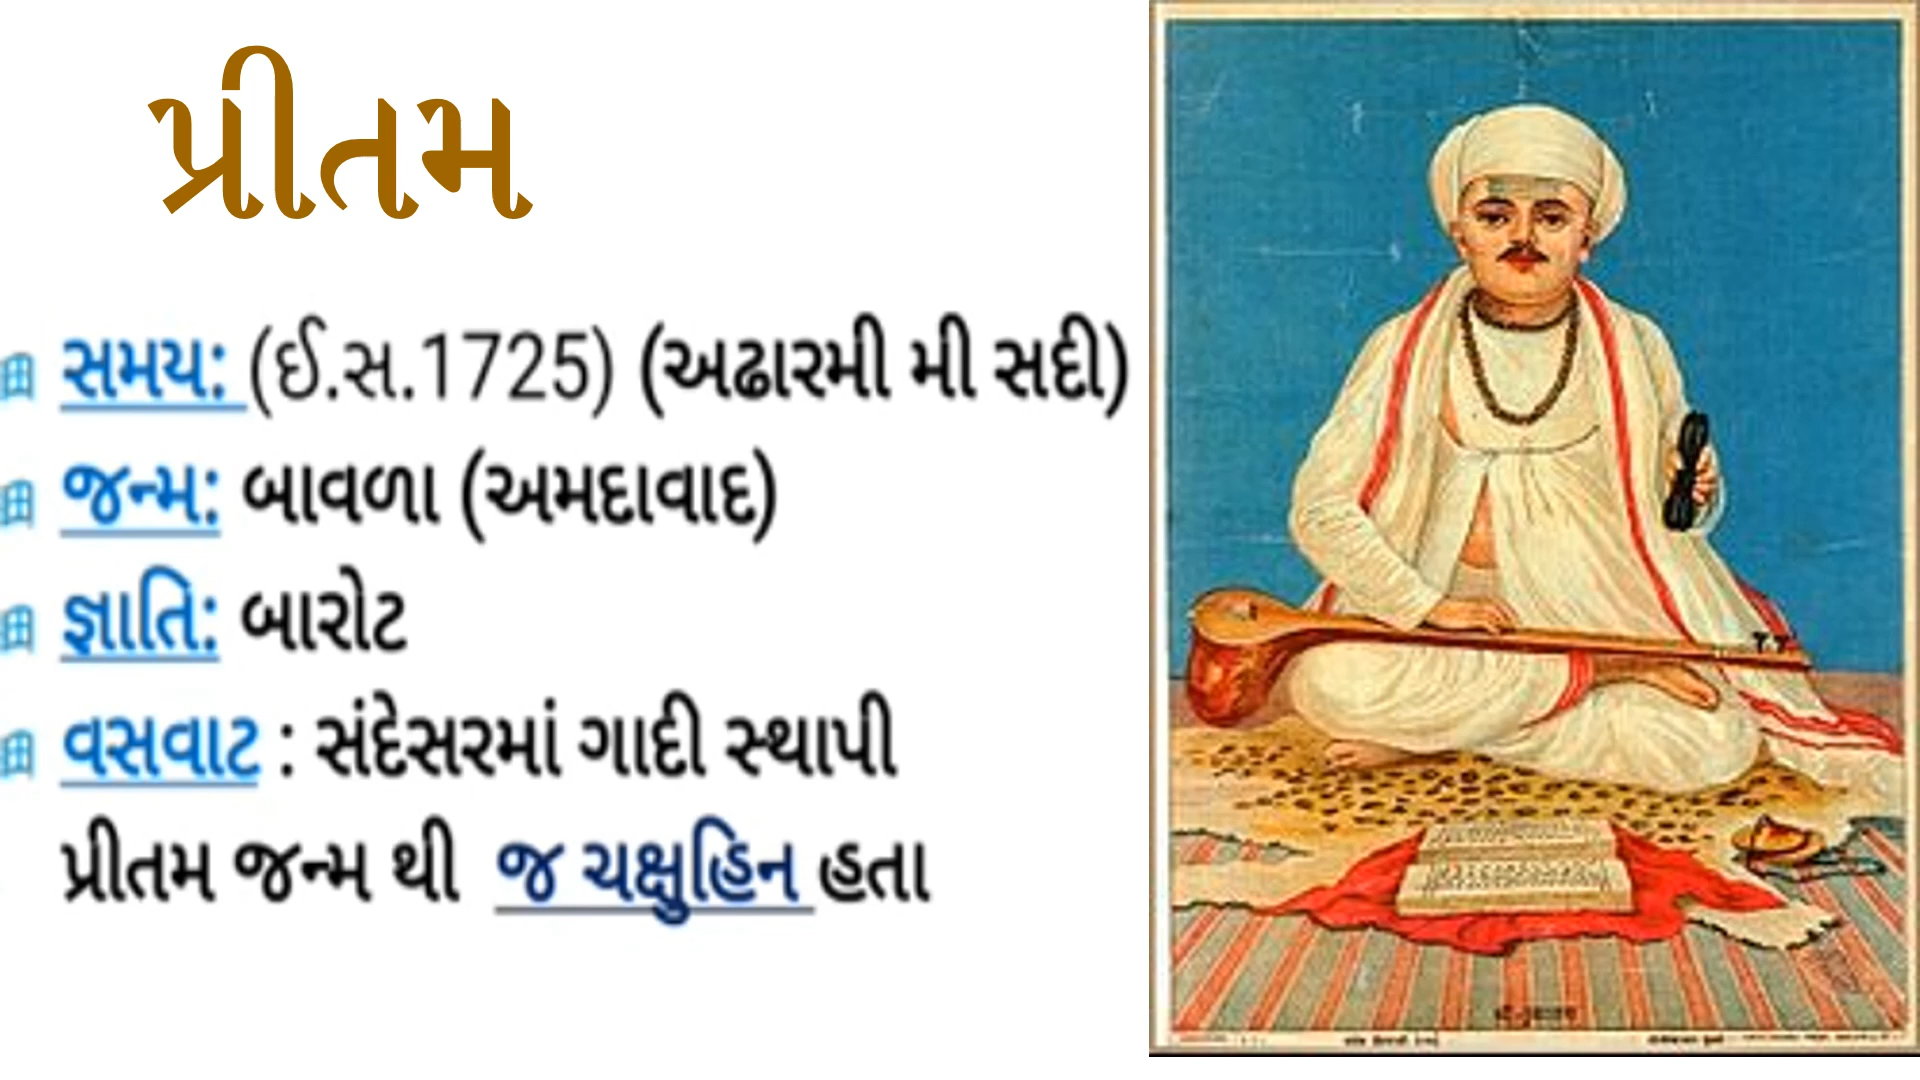 પ્રીતમ
સમય: (ઈ.સ.1725) (અઢારમી મી સદી)
જન્મ: બાવળા (અમદાવાદ)
જ્ઞાતિ: બારોટ
વસવાટ : સંદેસરમાં ગાદી સ્થાપી
પ્રીતમ જન્મ થી જ ચક્ષુહિન હતા